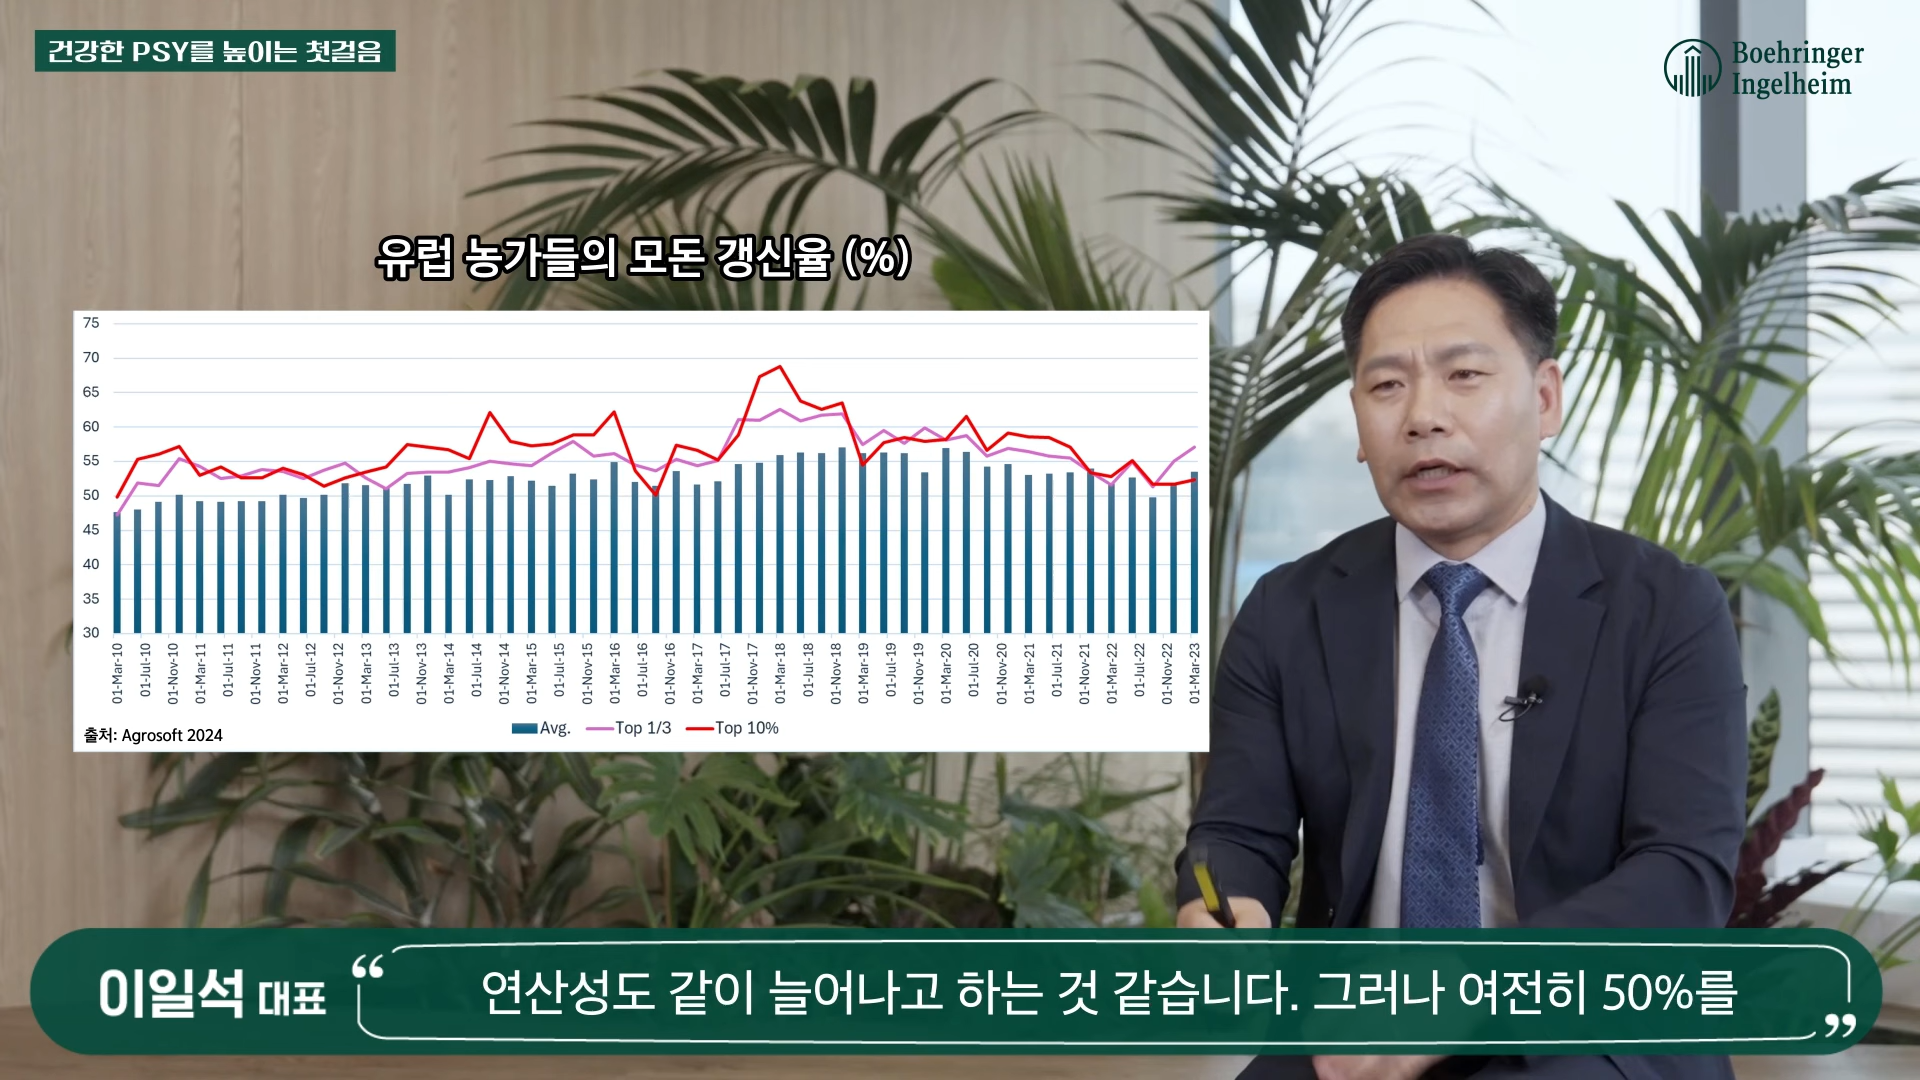 건강한 PSY를 높이는 첫걸음
Boehringer
Ingelheim
유럽 농가들의 모돈 갱신율 (%)
75
70
65
60
55
50
45
40
35
30
01-Mar-10
01-Jul-10
01-Nov-10
01-Mar-11
01-Jul-11
01-Nov-11
01-Mar-12
01-Jul-12
01-Nov-12
01-Mar-13
01-Jul-13
01-Nov-13
01-Mar-14
01-Jul-14
01-Nov-14
01-Mar-15
01-Jul-15
01-Nov-15
01-Mar-16
01-Jul-16
01-Nov-16
01-Mar-17
01-Jul-17
01-Nov-17
01-Mar-18
01-Jul-18
01-Nov-18
01-Mar-19
01-Jul-19
01-Nov-19
01-Mar-20
01-Jul-20
01-Nov-20
01-Mar-21
01-Jul-21
01-Nov-21
01-Mar-22
01-Jul-22
01-Nov-22
01-Mar-23
Avg. Top 1/3 Top 10%
출처: Agrosoft 2024
이일석 대표
“ 연산성도 같이 늘어나고 하는 것 같습니다. 그러나 여전히 50%를 ”